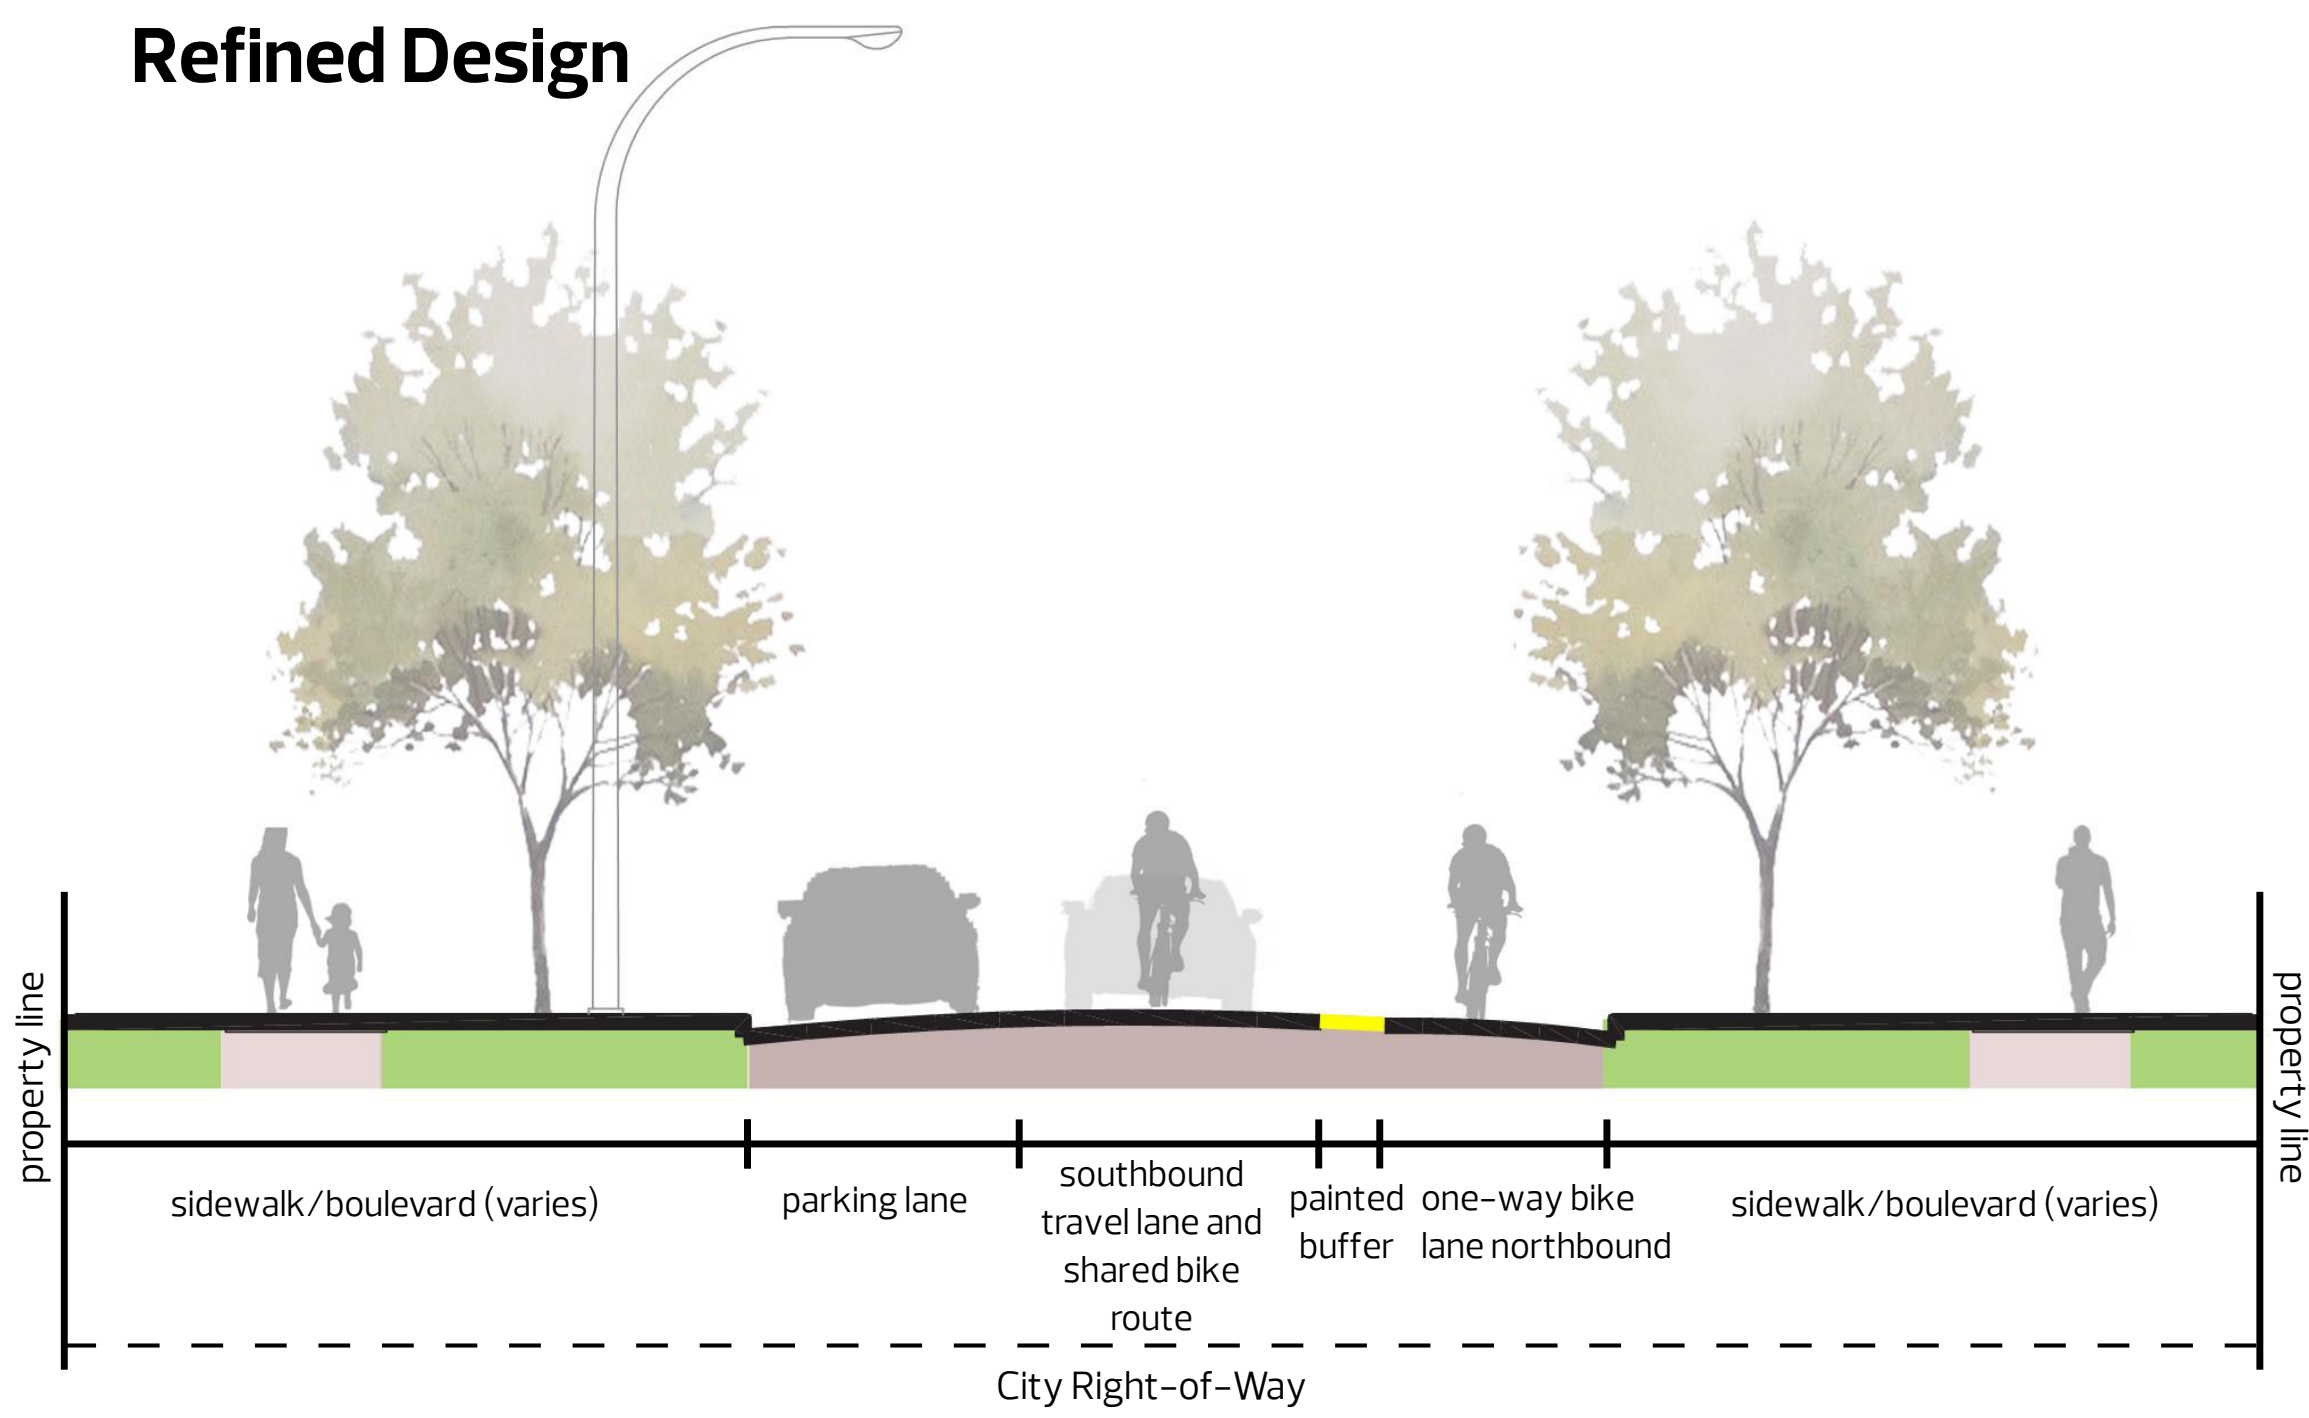 Refined Design
property line
property line
sidewalk/boulevard (varies)
parking lane
southbound
travel lane and
shared bike
route
painted
buffer
one-way bike
lane northbound
sidewalk/boulevard (varies)
City Right-of-Way